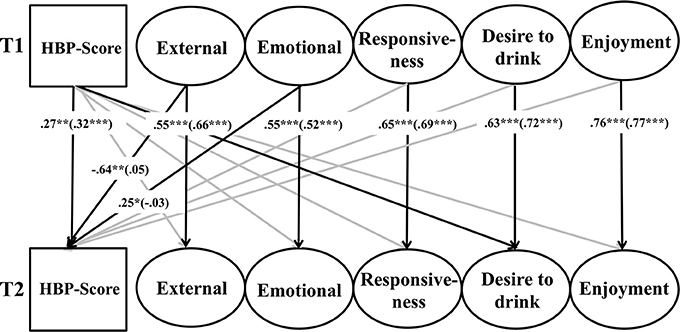 T1
HBP-Score
External
Emotional
Responsive-
ness
Desire to
drink
Enjoyment
.27**(.32***)
.55***(.66***)
.55***(.52***)
.65***(.69***)
.63***(.72***)
.76***(.77***)
-.64**(.05)
.25*(-.03)
T2
HBP-Score
External
Emotional
Responsive-
ness
Desire to
drink
Enjoyment